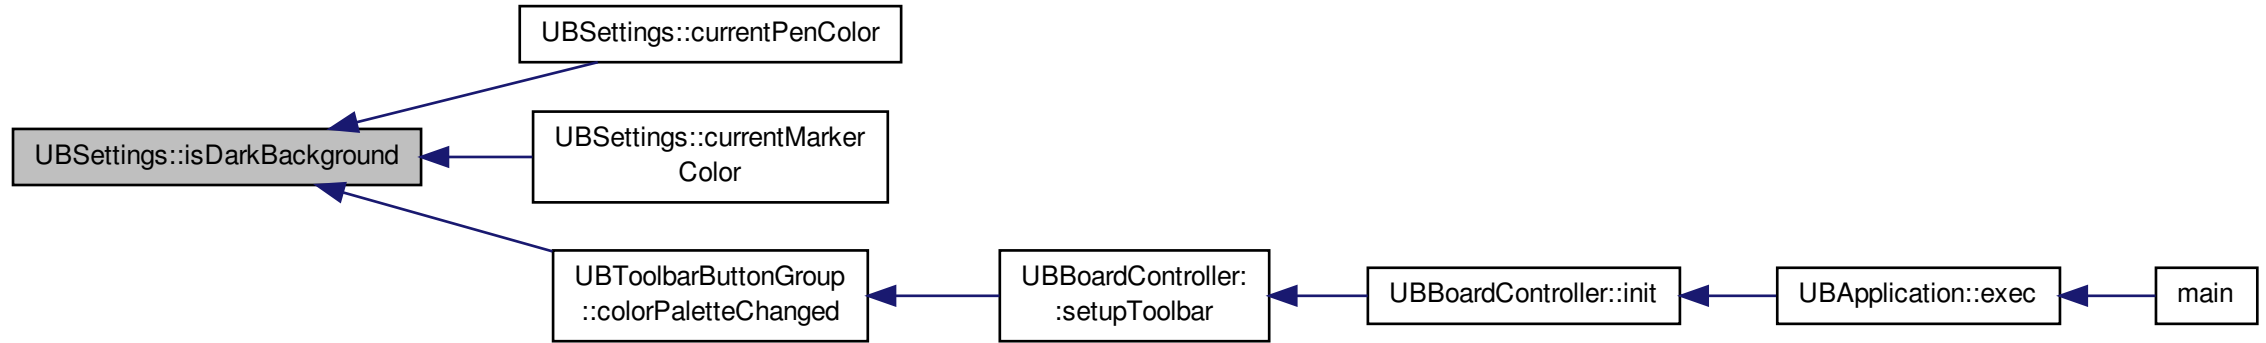 UBSettings::currentPenColor
UBSettings::isDarkBackground
UBSettings::currentMarker
Color
UBToolbarButtonGroup
::colorPaletteChanged
UBBoardController:
:setupToolbar
UBBoardController::init
UBApplication::exec
main